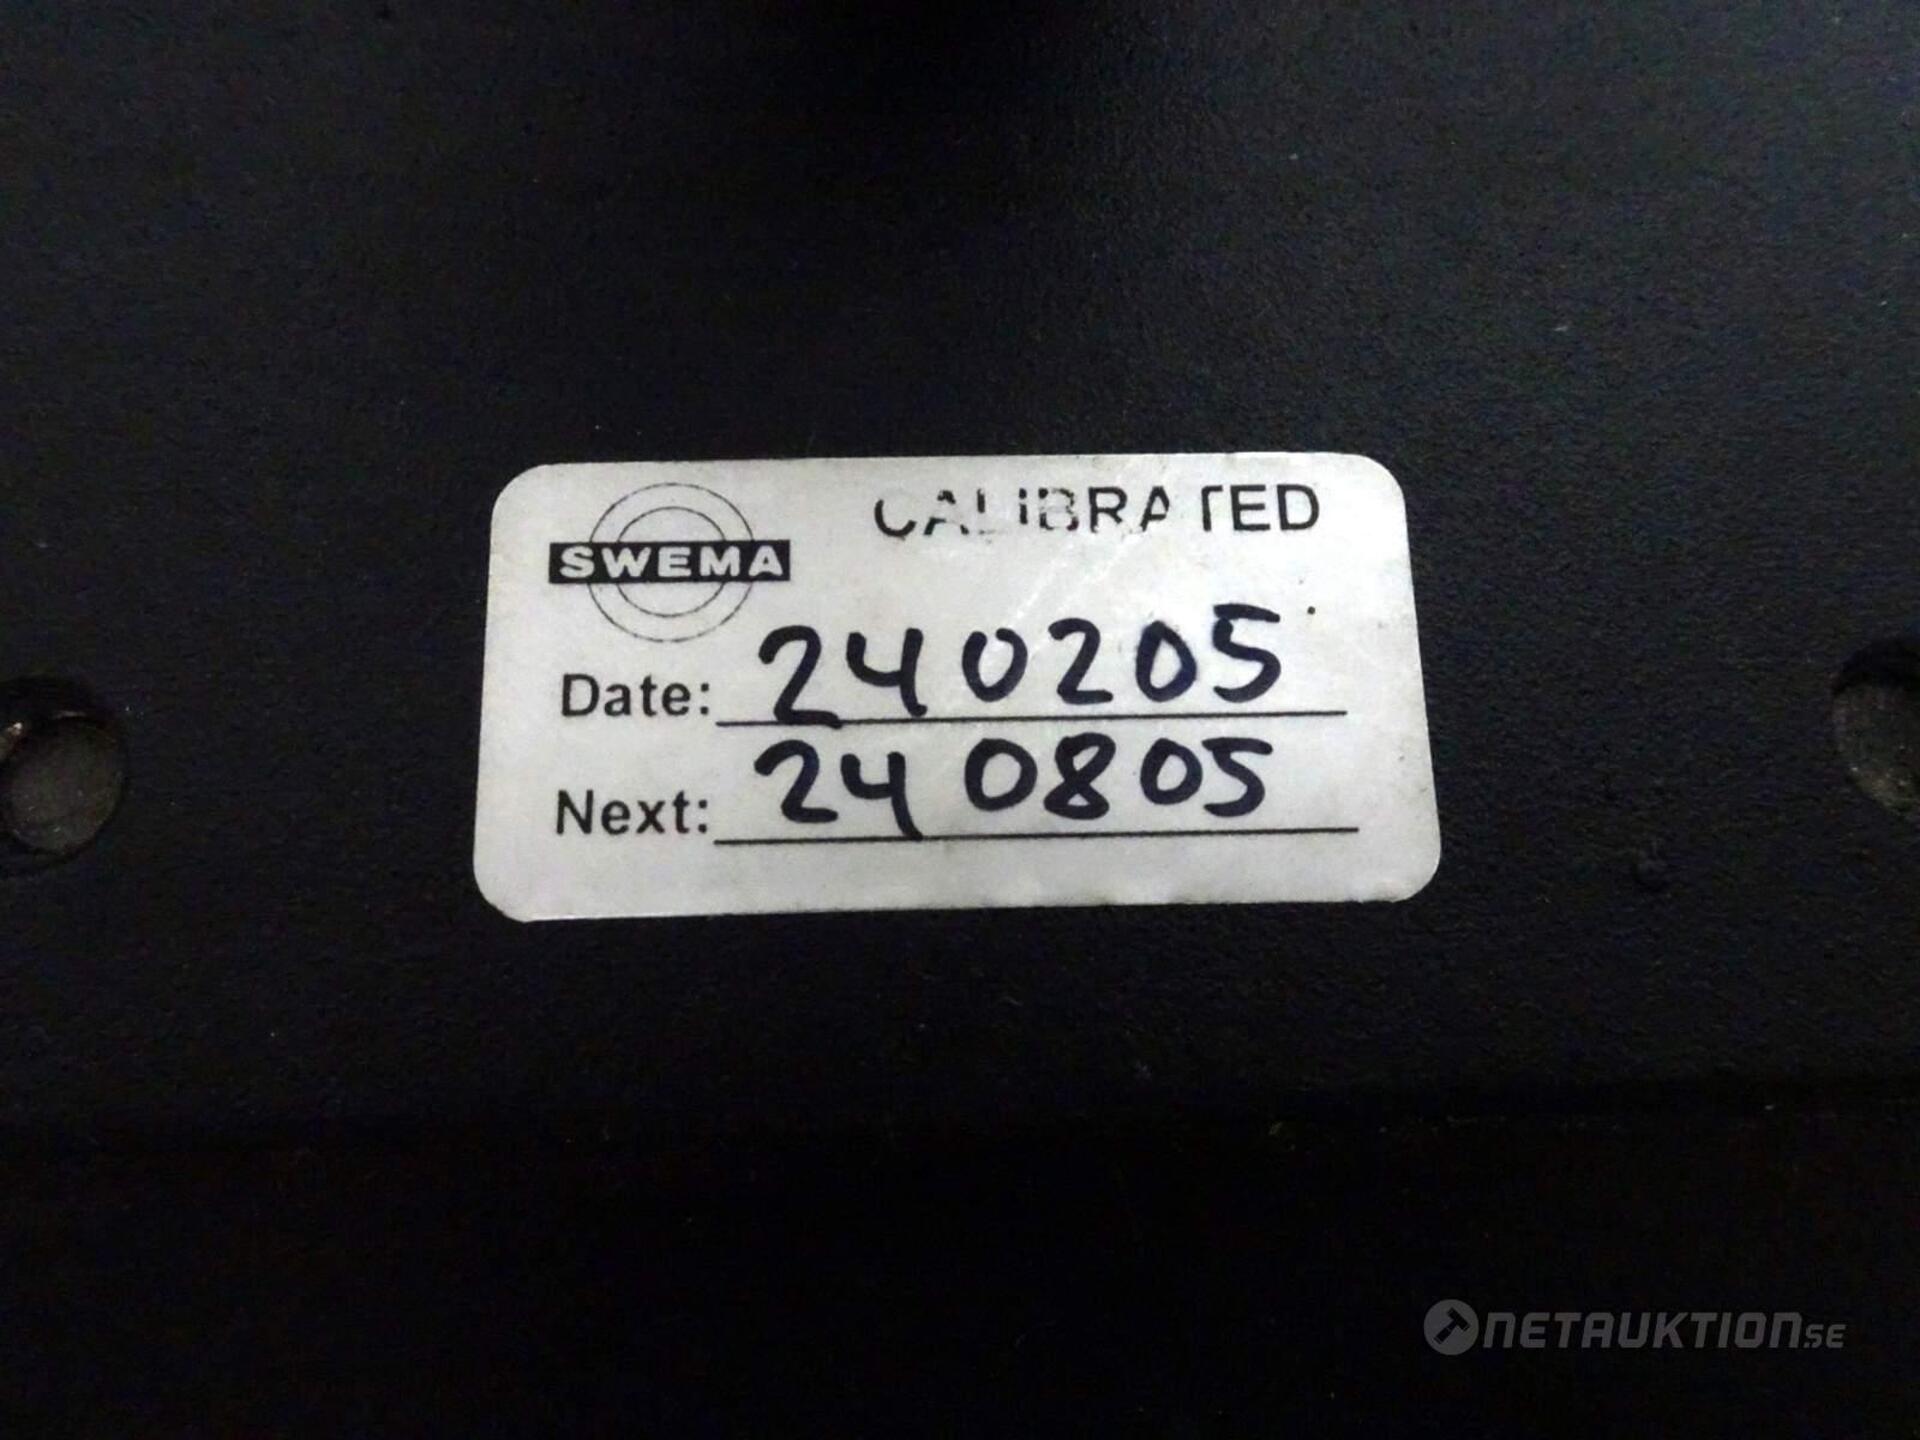 SWEMA
CALIBRATED
Date: 240205
Next: 240805
NETAUKTION.SE